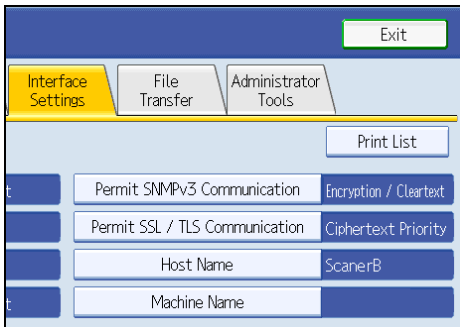 Exit
Interface
Settings
File
Transfer
Administrator
Tools
Print List
t
Permit SNMPv3 Communication
Encryption / Cleartext
Permit SSL / TLS Communication
Ciphertext Priority
Host Name
ScanerB
t
Machine Name